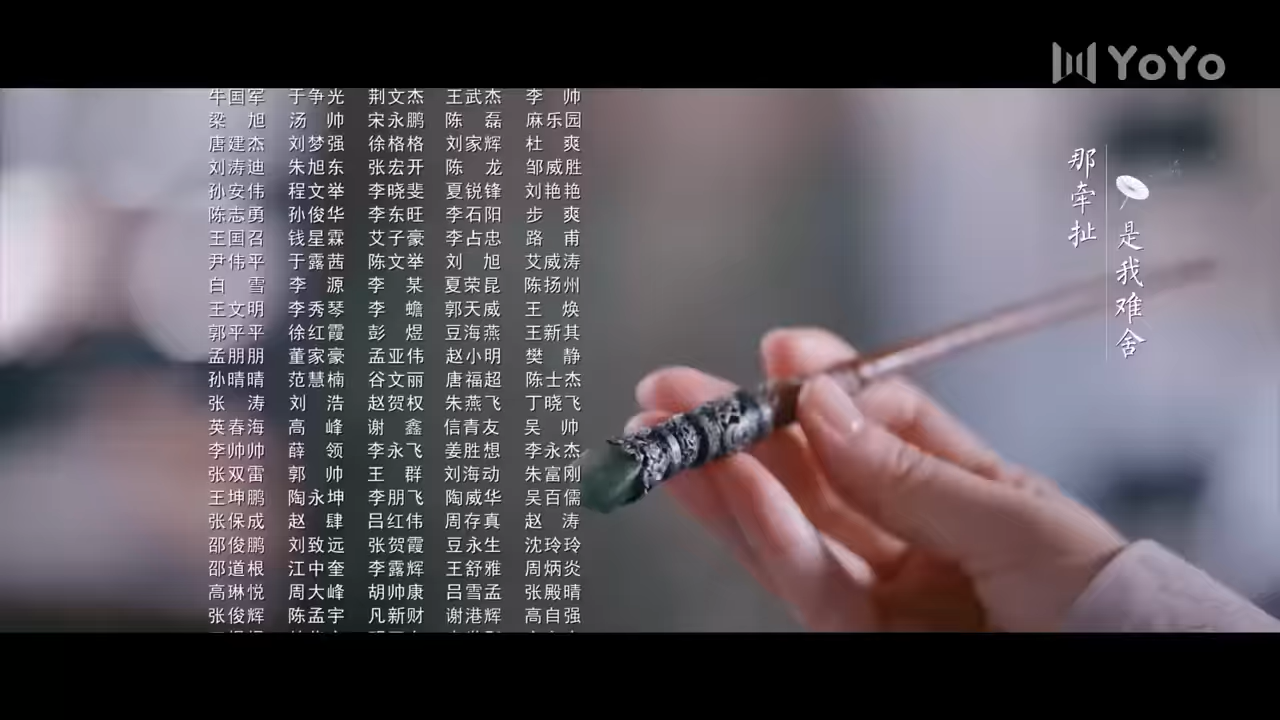 YoYo
牛国军 于争光 荆文杰 王武杰 李 帅
梁 旭 汤 帅 宋永鹏 陈 磊 麻乐园
唐建杰 刘梦强 徐格格 刘家辉 杜 爽
刘涛迪 朱旭东 张宏开 陈 龙 邹威胜
孙安伟 程文举 李晓斐 夏锐锋 刘艳艳
陈志勇 孙俊华 李东旺 李石阳 步 爽
王国召 钱星霖 艾子豪 李占忠 路 甫
尹伟平 于露茜 陈文举 刘 旭 艾威涛
白 雪 李 源 李 某 夏荣昆 陈扬州
王文明 李秀琴 李 蟾 郭天威 王 焕
郭平平 徐红霞 彭 煜 豆海燕 王新其
孟朋朋 董家豪 孟亚伟 赵小明 樊 静
孙晴晴 范慧楠 谷文丽 唐福超 陈士杰
张 涛 刘 浩 赵贺权 朱燕飞 丁晓飞
英春海 高 峰 谢 鑫 信青友 吴 帅
李帅帅 薛 领 李永飞 姜胜想 李永杰
张双雷 郭 帅 王 群 刘海动 朱富刚
王坤鹏 陶永坤 李朋飞 陶威华 吴百儒
张保成 赵 肆 吕红伟 周存真 赵 涛
邵俊鹏 刘致远 张贺霞 豆永生 沈玲玲
邵道根 江中奎 李露辉 王舒雅 周炳炎
高琳悦 周大峰 胡帅康 吕雪孟 张殿晴
张俊辉 陈孟宇 凡新财 谢港辉 高自强
那牵扯
是我难舍